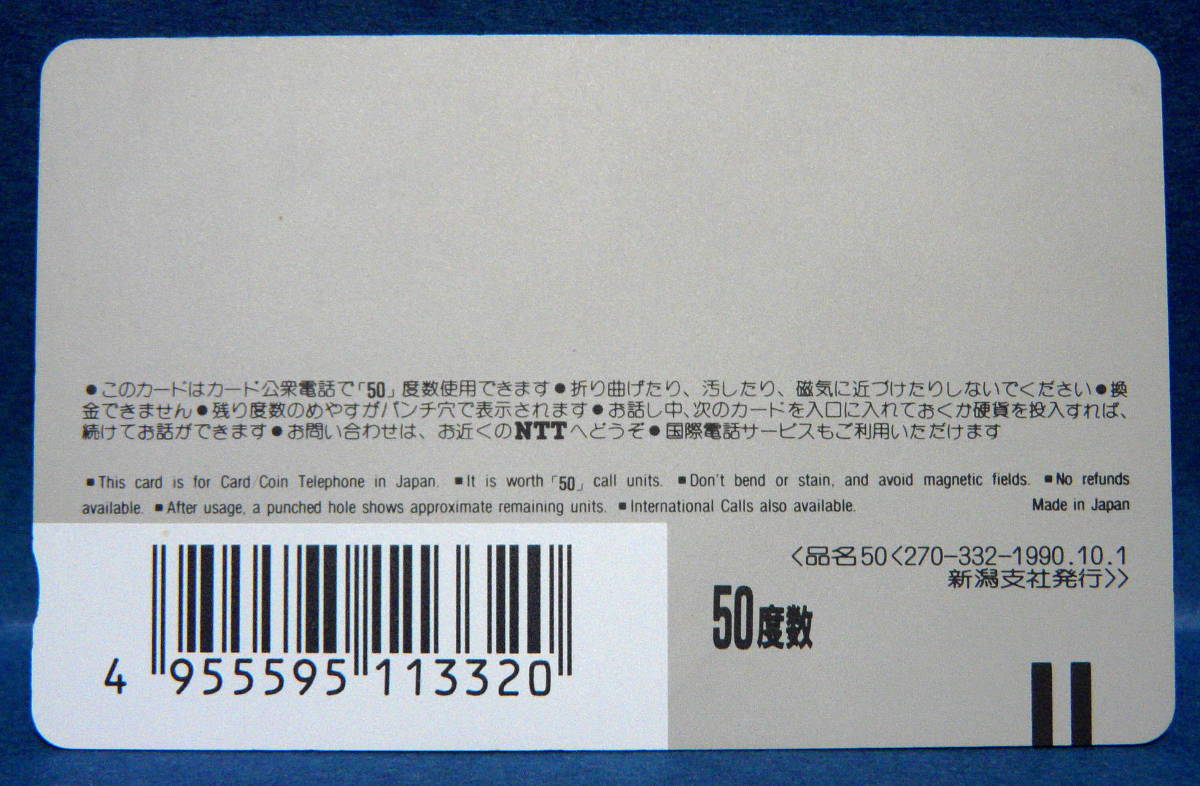 ●このカードはカード公衆電話で「50」度数使用できます●折り曲げたり、汚したり、磁気に近づけたりしないでください●換
金できません●残り度数のめやすがパンチ穴で表示されます●お話し中、次のカードを入口に入れておくか硬貨を投入すれば、
続けてお話ができます●お問い合わせは、お近くのNTTへどうぞ●国際電話サービスもご利用いただけます
■This card is for Card/Coin Telephone in Japan. ■It is worth「50」call units. ■Don't bend or stain, and avoid magnetic fields. ■No refunds
available. ■After usage, a punched hole shows approximate remaining units. ■International Calls also available. Made in Japan
〈品名50〈270-332-1990.10.1
新潟支社発行〉〉
50度数
4 955595 113320